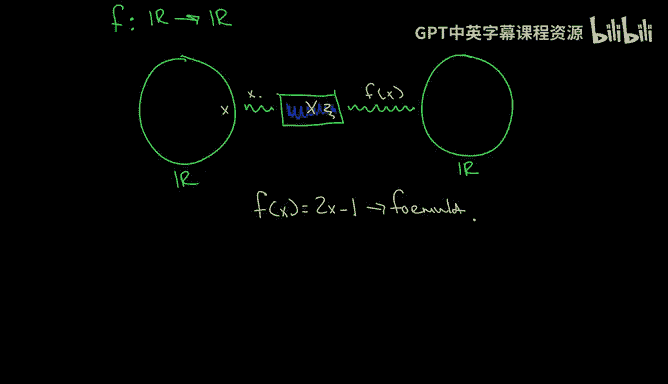 f: ℝ → ℝ
GPT中英字幕课程资源 bilibili
x x. f(x)
ℝ ℝ
f(x) = 2x-1 → formula.